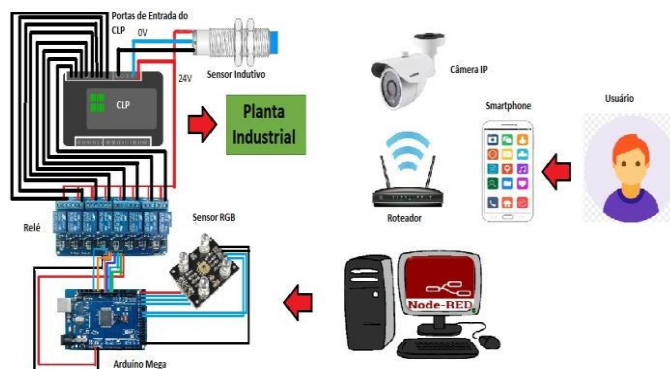 Portas de Entrada do
CLP
0V
24V
Sensor Indutivo
CLP
Planta
Industrial
Câmera IP
Smartphone
Usuário
Roteador
Relé
Sensor RGB
Node-RED
Arduino Mega